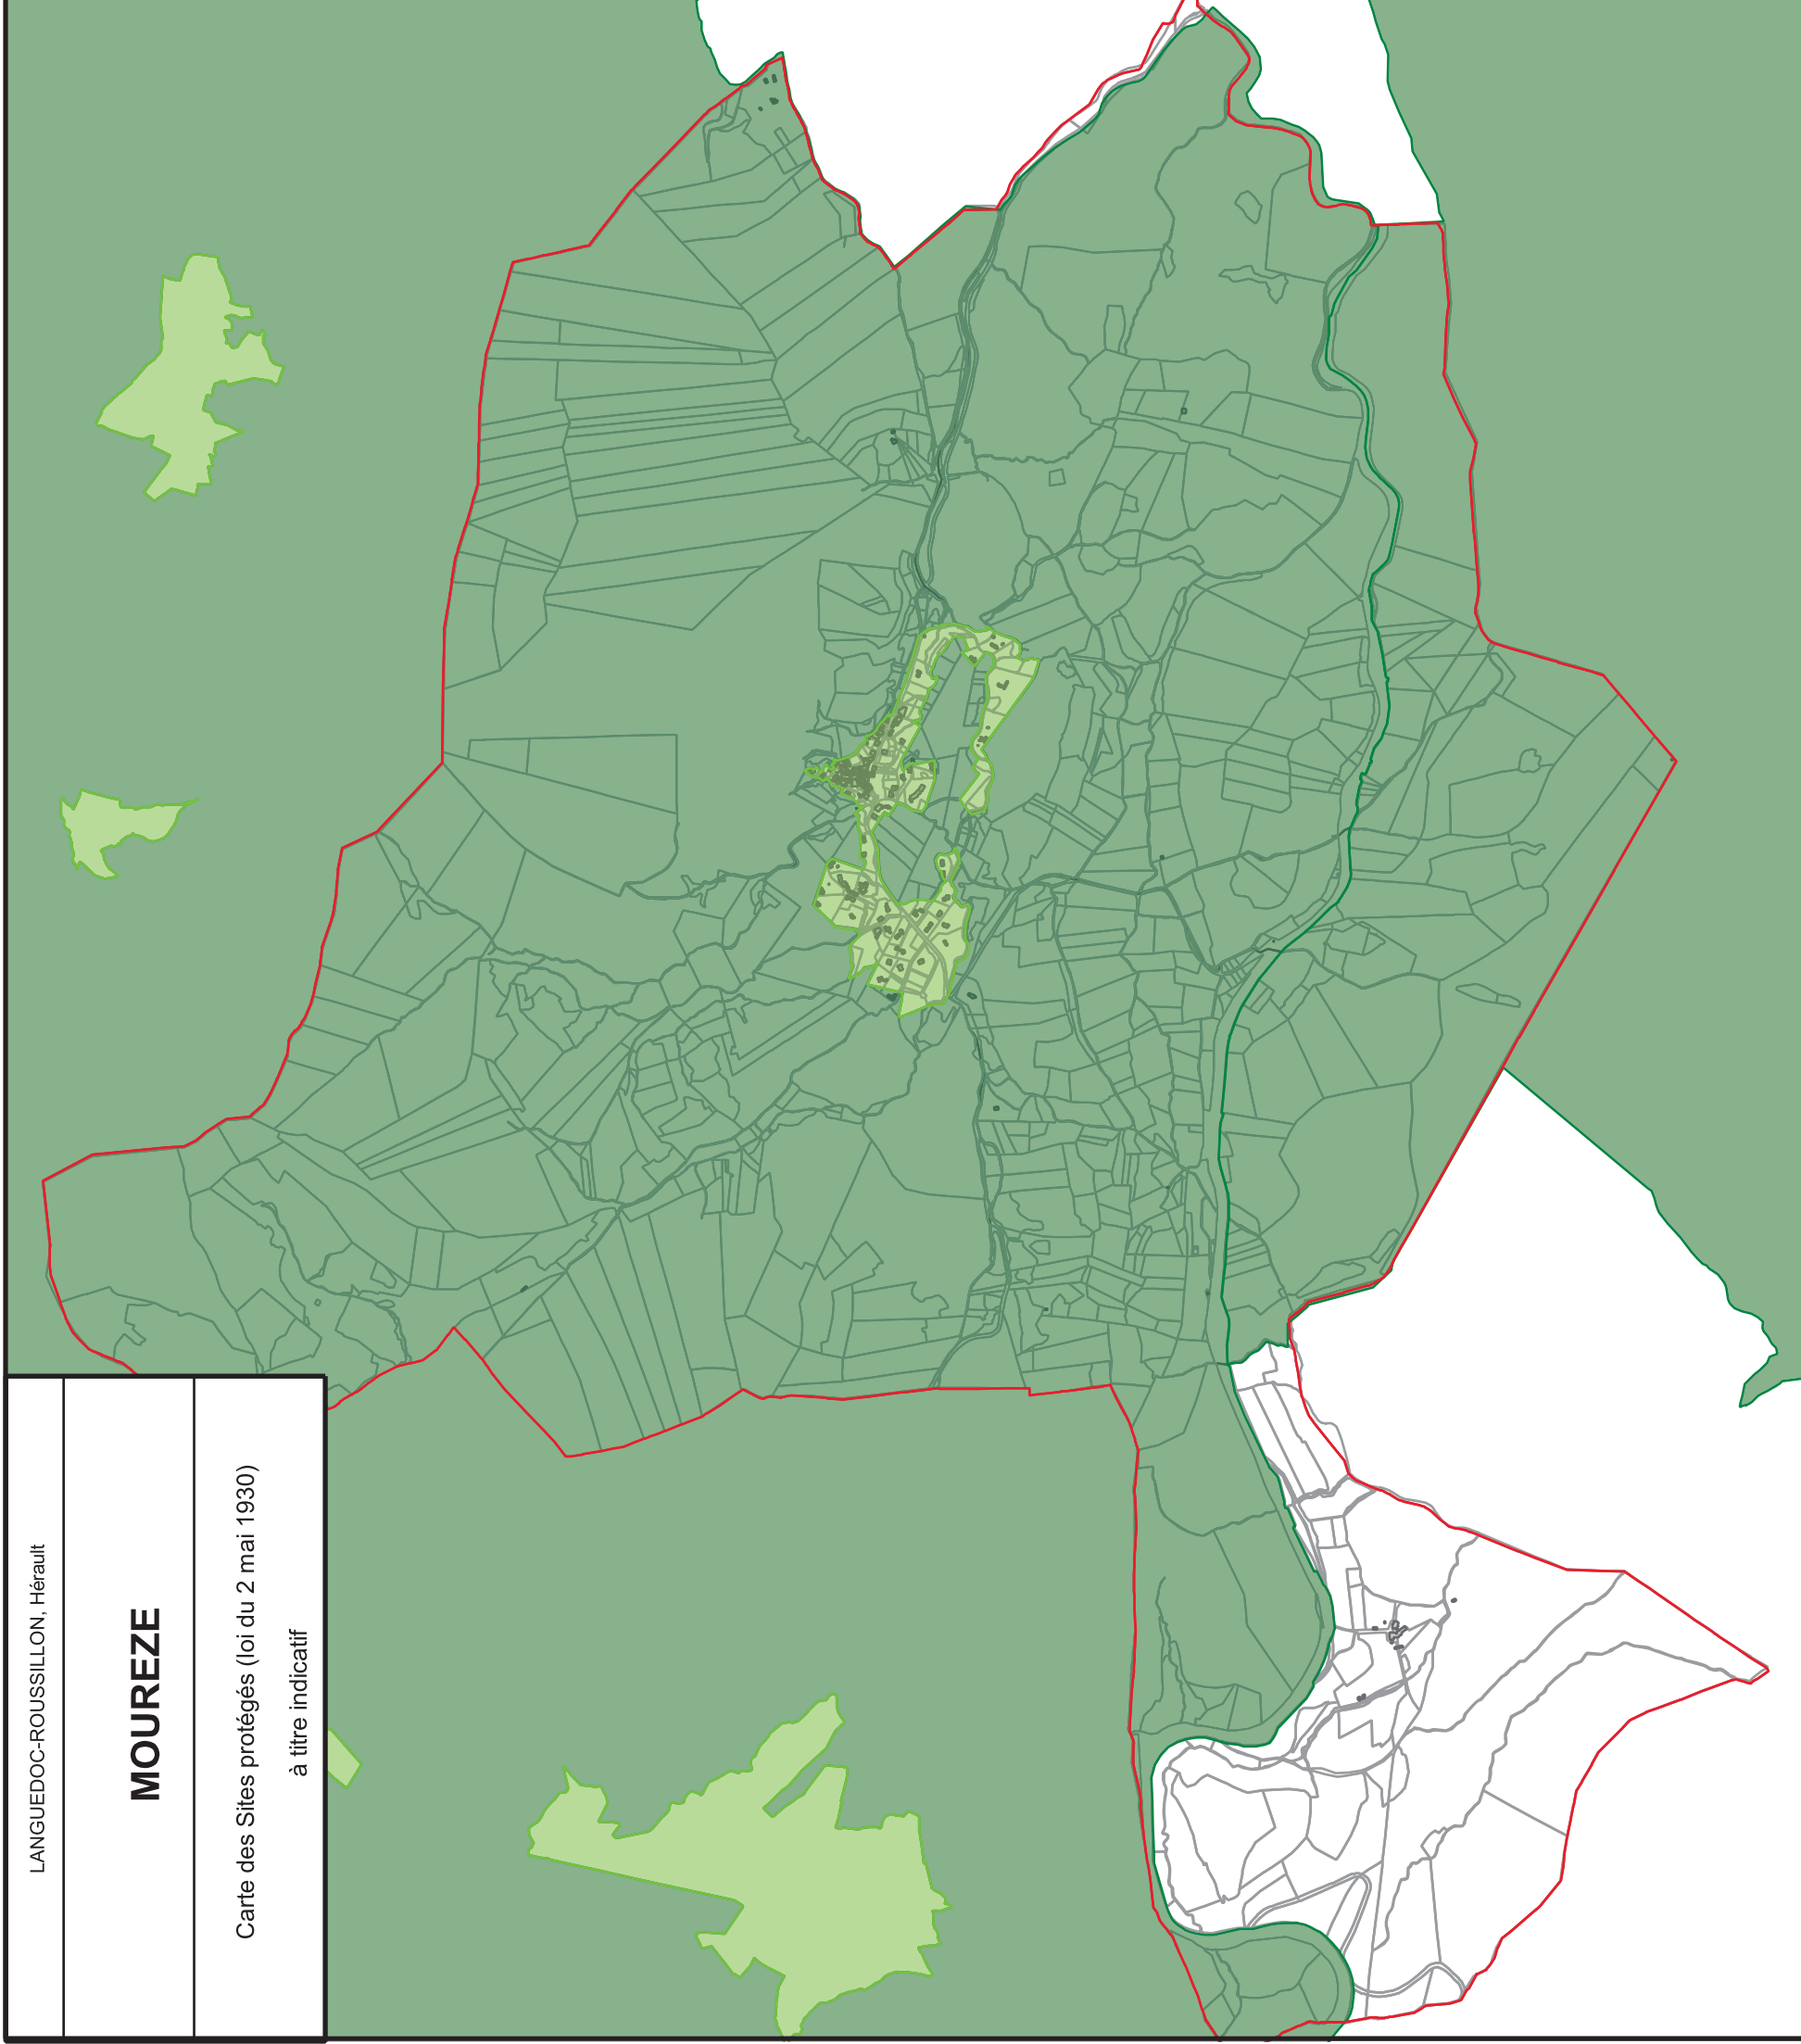 LANGUEDOC-ROUSSILLON, Hérault
MOUREZE
Carte des Sites protégés (loi du 2 mai 1930)
à titre indicatif